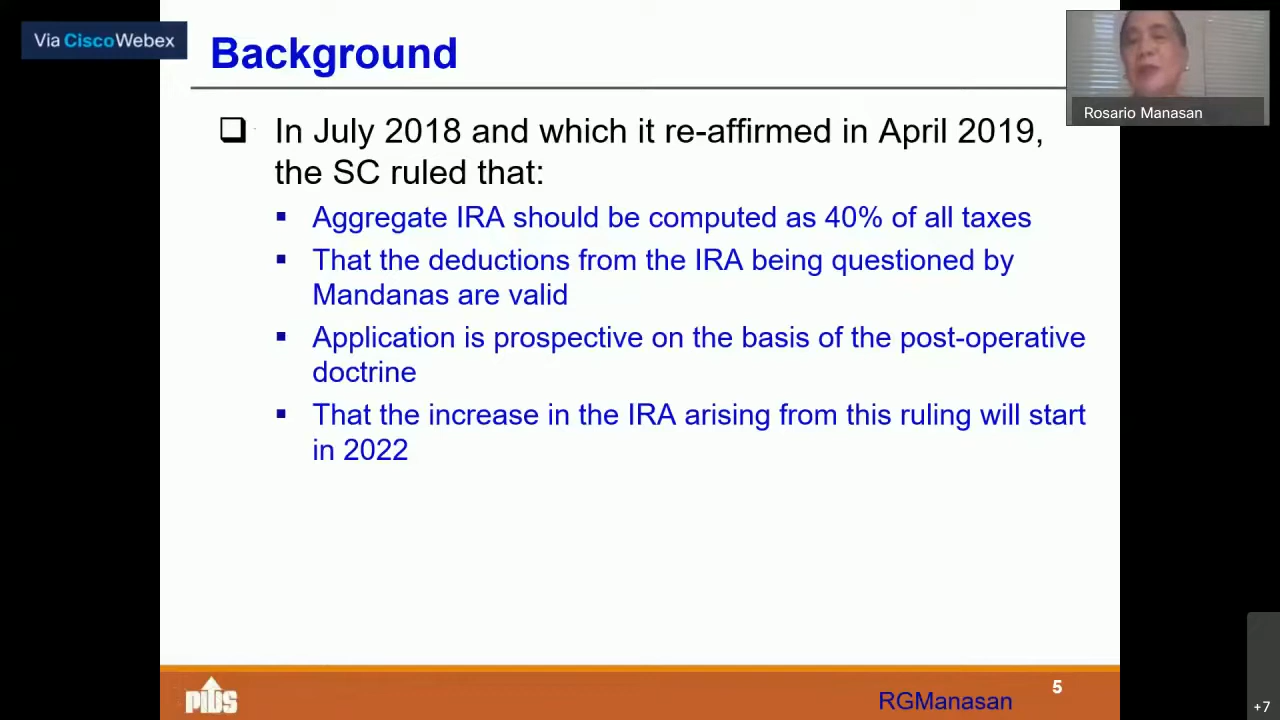 Via Cisco Webex
Background
Rosario Manasan
In July 2018 and which it re-affirmed in April 2019,
the SC ruled that:
Aggregate IRA should be computed as 40% of all taxes
That the deductions from the IRA being questioned by
Mandanas are valid
Application is prospective on the basis of the post-operative
doctrine
That the increase in the IRA arising from this ruling will start
in 2022
PIDS
RGManasan
5
+7